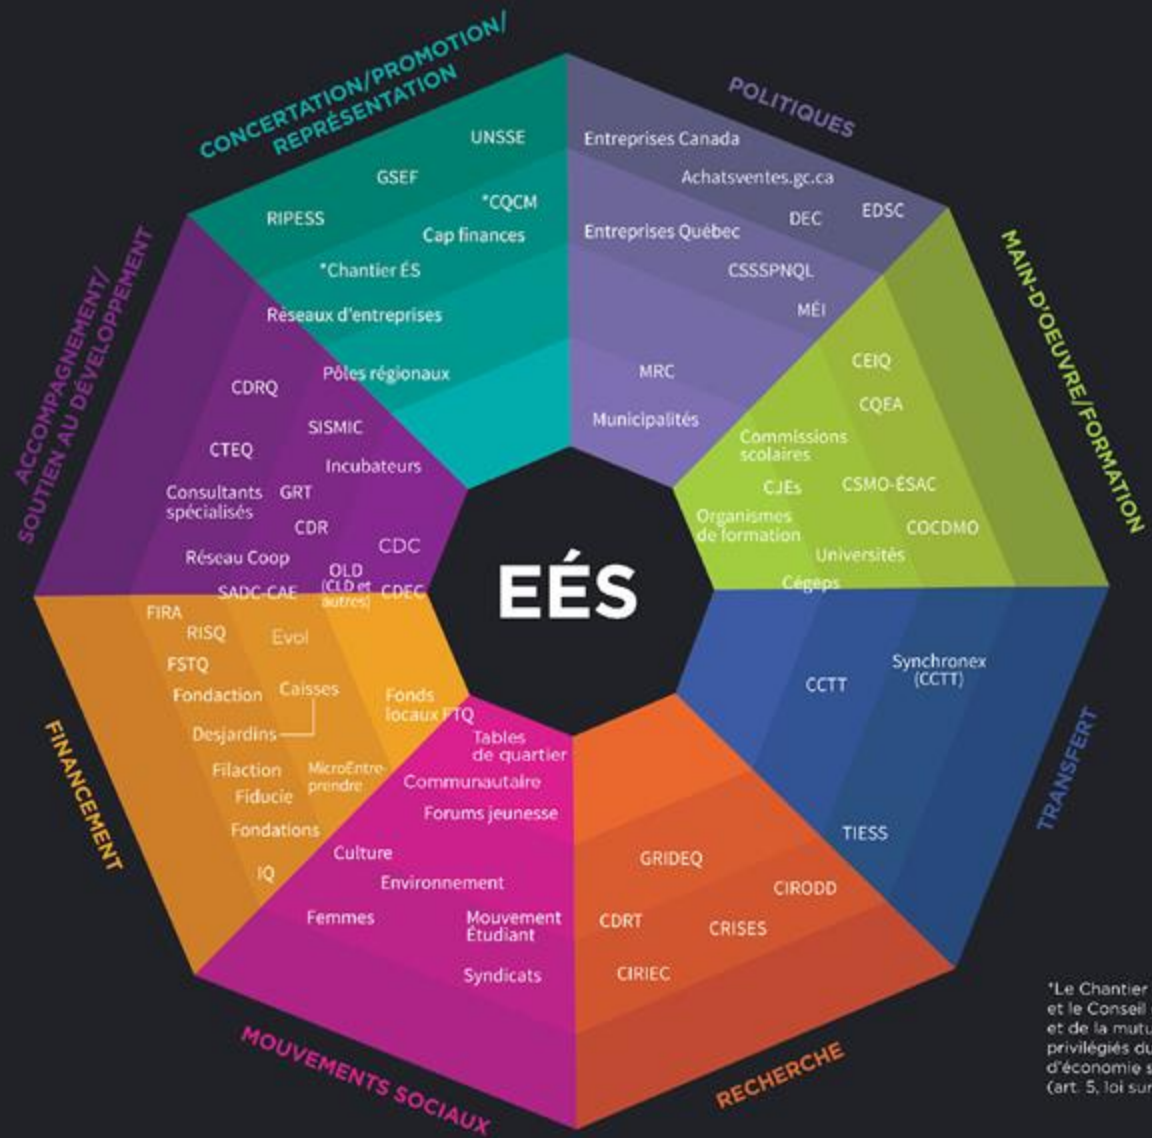 CONCERTATION/PROMOTION/
REPRÉSENTATION
UNSSE
GSEF
*CQCM
RIPESS
Cap finances
*Chantier ÉS
Réseaux d'entreprises
Pôles régionaux
POLITIQUES
Entreprises Canada
Achatsventes.gc.ca
EDSC
DEC
Entreprises Québec
CSSSPNQL
MÉI
MRC
Municipalités
MAIN-D'OEUVRE/FORMATION
CEIQ
CQEA
Commissions
scolaires
CJEs
CSMO-ÉSAC
Organismes
de formation
COCDMO
Universités
Cégeps
TRANSFERT
Synchronex
(CCTT)
CCTT
TIESS
RECHERCHE
GRIDEQ
CIRODD
CDRT
CRISES
CIRIEC
MOUVEMENTS SOCIAUX
Tables
de quartier
Communautaire
Forums jeunesse
Culture
Environnement
Femmes
Mouvement
Étudiant
Syndicats
FINANCEMENT
FIRA
RISQ
Evol
FSTQ
Fondaction
Caisses
Desjardins
Fonds
locaux FTQ
Filaction
MicroEntre-
prendre
Fiducie
Fondations
IQ
ACCOMPAGNEMENT/
SOUTIEN AU DÉVELOPPEMENT
CDRQ
SISMIC
CTEQ
Incubateurs
Consultants
spécialisés
GRT
CDR
CDC
Réseau Coop
OLD
(CLD et
autres)
SADC-CAE
CDEC
EÉS
*Le Chantier
et le Conseil
et de la mutu
privilégiés du
d'économie s
(art. 5, loi sur